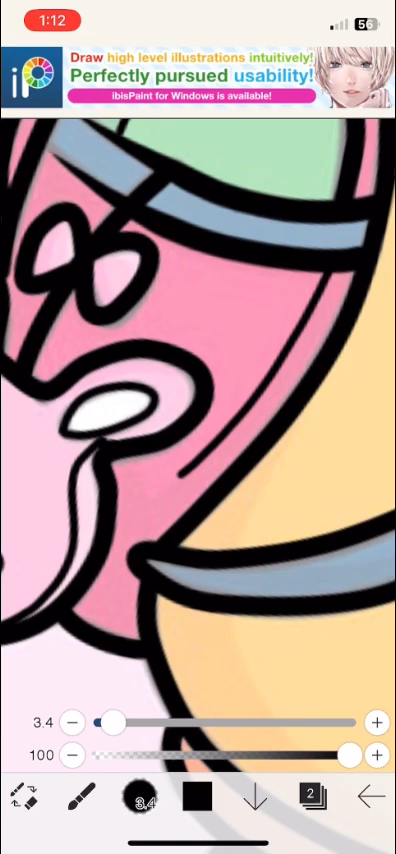 1:12
56
iP
Draw high level illustrations intuitively!
Perfectly pursued usability!
ibisPaint for Windows is available!
3.4
100
3.4
2